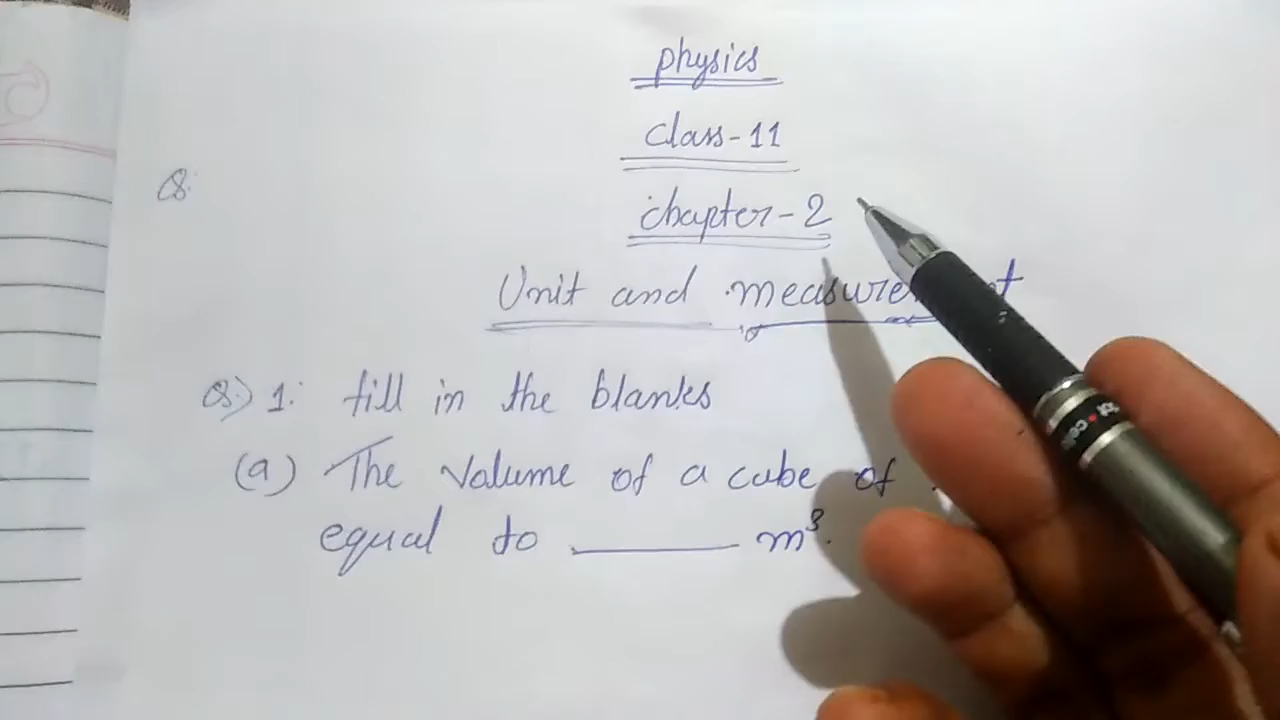 physics
class-11
chapter-2
Unit and measurement
Q:
Q:) 1. fill in the blanks
(a) The Volume of a cube of
equal to ______ m³.